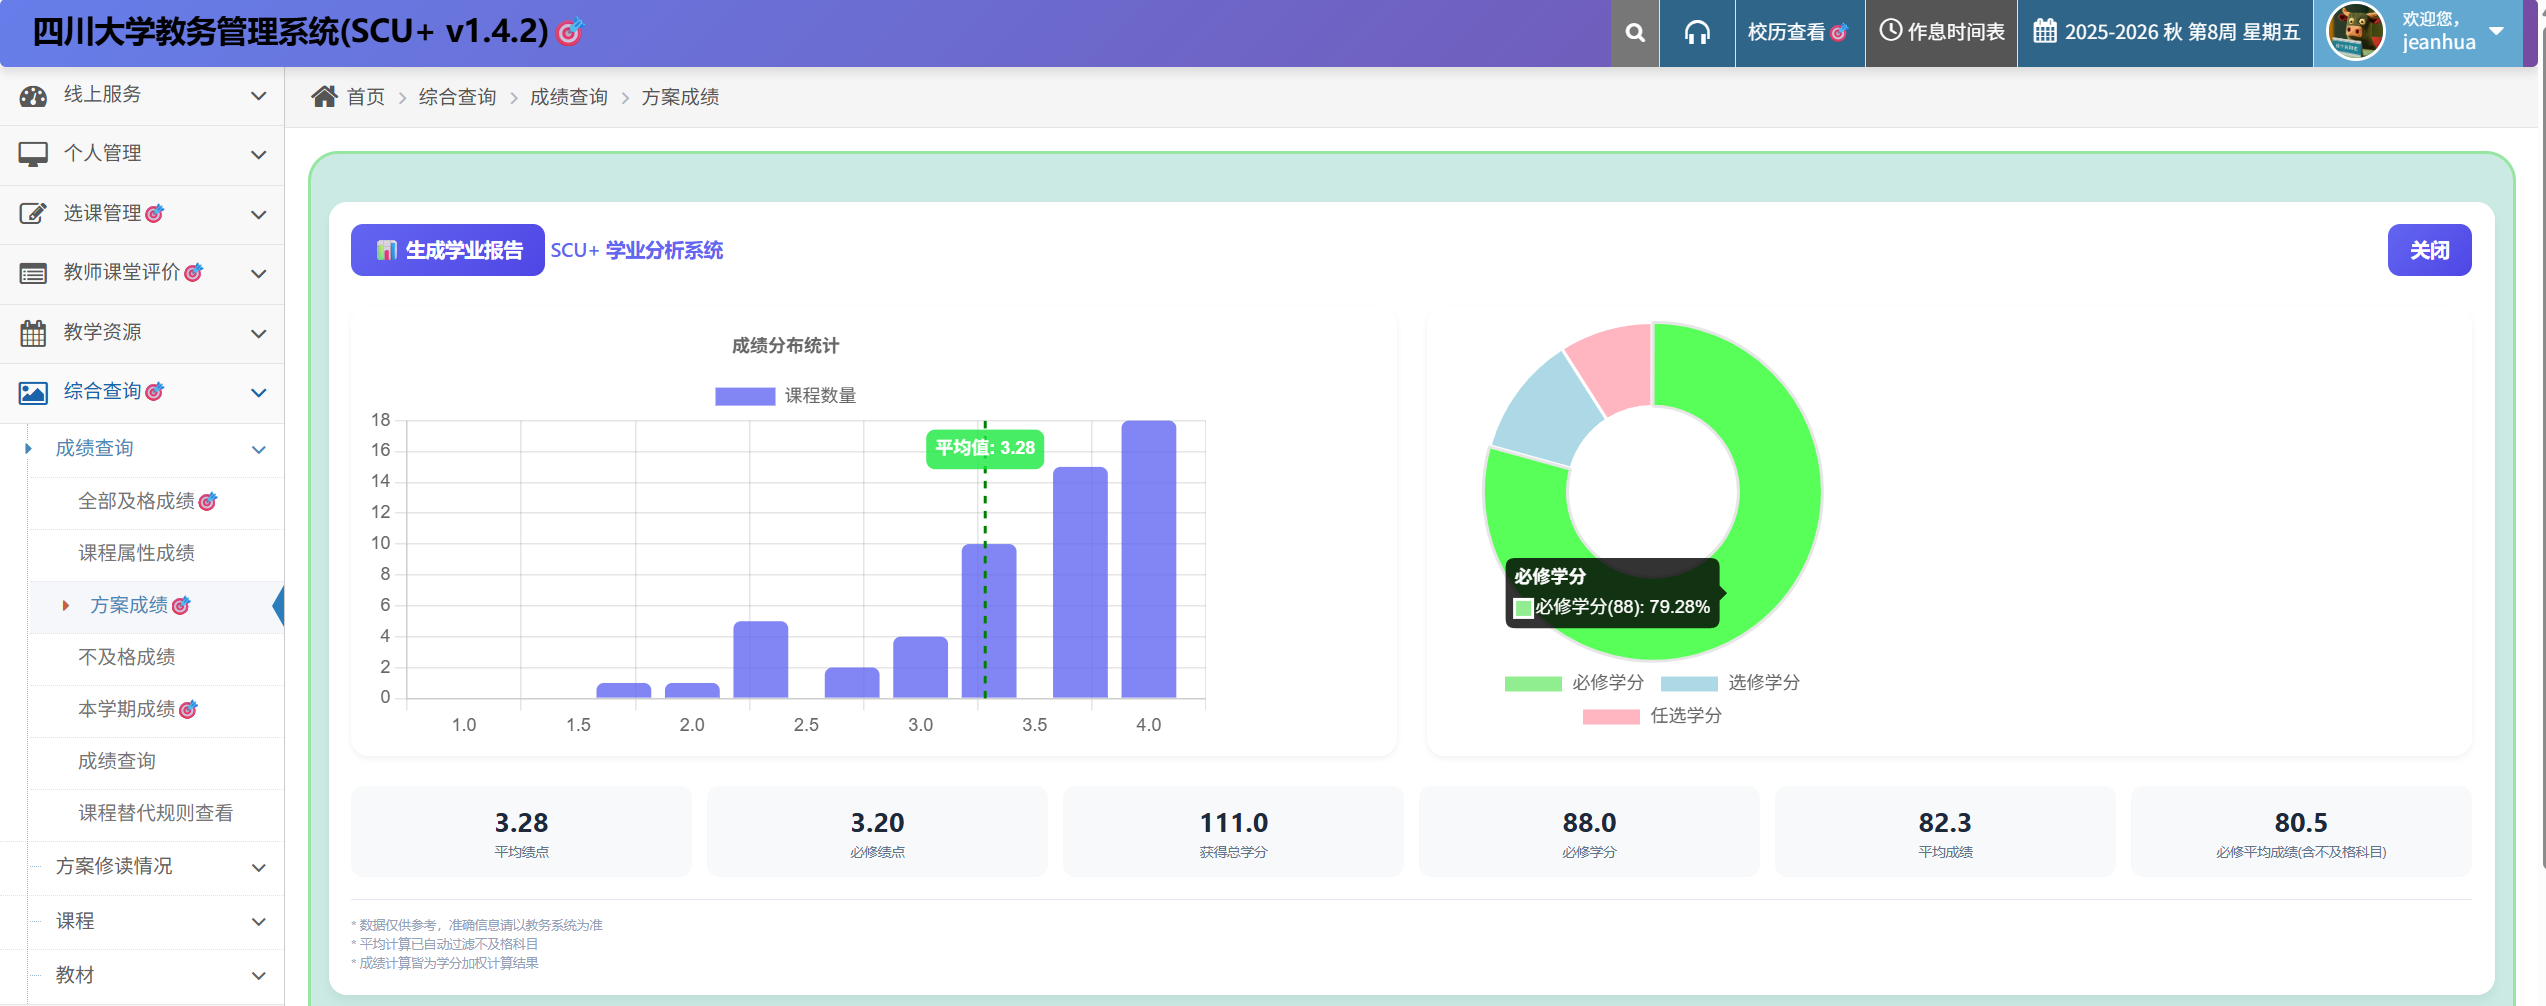 四川大学教务管理系统(SCU+ v1.4.2)🎯
校历查看🎯
作息时间表
2025-2026 秋 第8周 星期五
欢迎您，
jeanhua
线上服务
个人管理
选课管理🎯
教师课堂评价🎯
教学资源
综合查询🎯
成绩查询
全部及格成绩🎯
课程属性成绩
方案成绩🎯
不及格成绩
本学期成绩🎯
成绩查询
课程替代规则查看
方案修读情况
课程
教材
首页 > 综合查询 > 成绩查询 > 方案成绩
📊 生成学业报告 SCU+ 学业分析系统
关闭
成绩分布统计
课程数量
18
16
14
12
10
8
6
4
2
0
平均值: 3.28
1.0 1.5 2.0 2.5 3.0 3.5 4.0
必修学分
必修学分(88): 79.28%
必修学分 选修学分
任选学分
3.28
平均绩点
3.20
必修绩点
111.0
获得总学分
88.0
必修学分
82.3
平均成绩
80.5
必修平均成绩(含不及格科目)
* 数据仅供参考，准确信息请以教务系统为准
* 平均计算已自动过滤不及格科目
* 成绩计算皆为学分加权计算结果